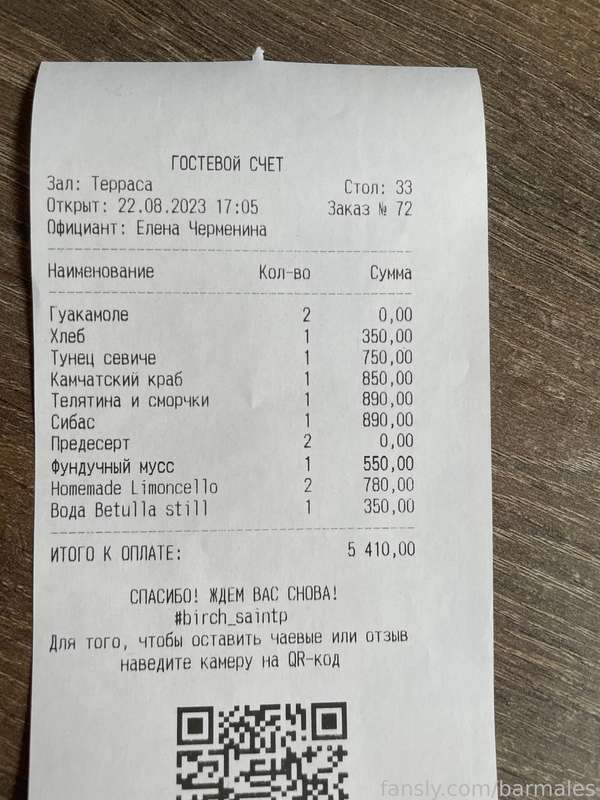 ГОСТЕВОЙ СЧЕТ
Зал: Терраса Стол: 33
Открыт: 22.08.2023 17:05 Заказ № 72
Официант: Елена Черменина
Наименование Кол-во Сумма
Гуакамоле 2 0,00
Хлеб 1 350,00
Тунец севиче 1 750,00
Камчатский краб 1 850,00
Телятина и сморчки 1 890,00
Сибас 1 890,00
Предесерт 2 0,00
Фундучный мусс 1 550,00
Homemade Limoncello 2 780,00
Вода Betulla still 1 350,00
ИТОГО К ОПЛАТЕ: 5 410,00
СПАСИБО! ЖДЕМ ВАС СНОВА!
#birch_saintp
Для того, чтобы оставить чаевые или отзыв
наведите камеру на QR-код
fansly.com/barmales